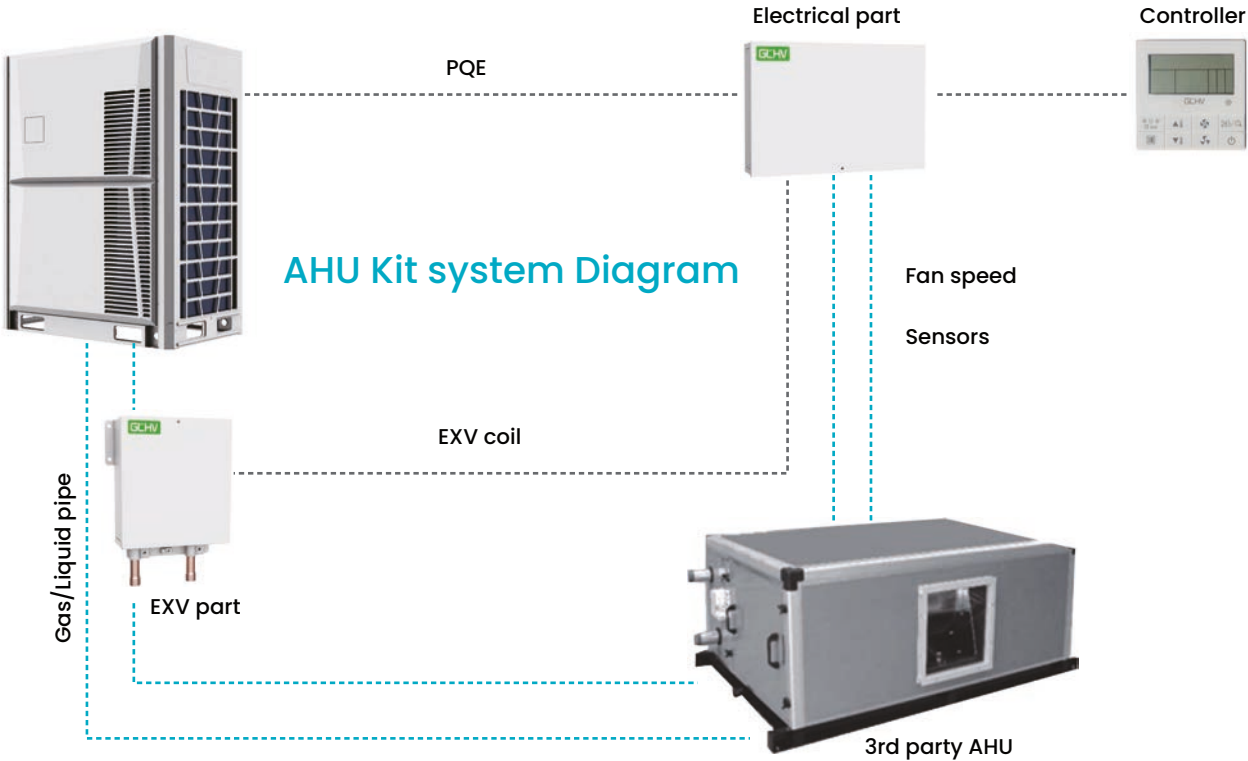 Electrical part
Controller
GCHV
PQE
GCHV
AHU Kit system Diagram
Fan speed
Sensors
GCHV
EXV coil
Gas/Liquid pipe
EXV part
3rd party AHU